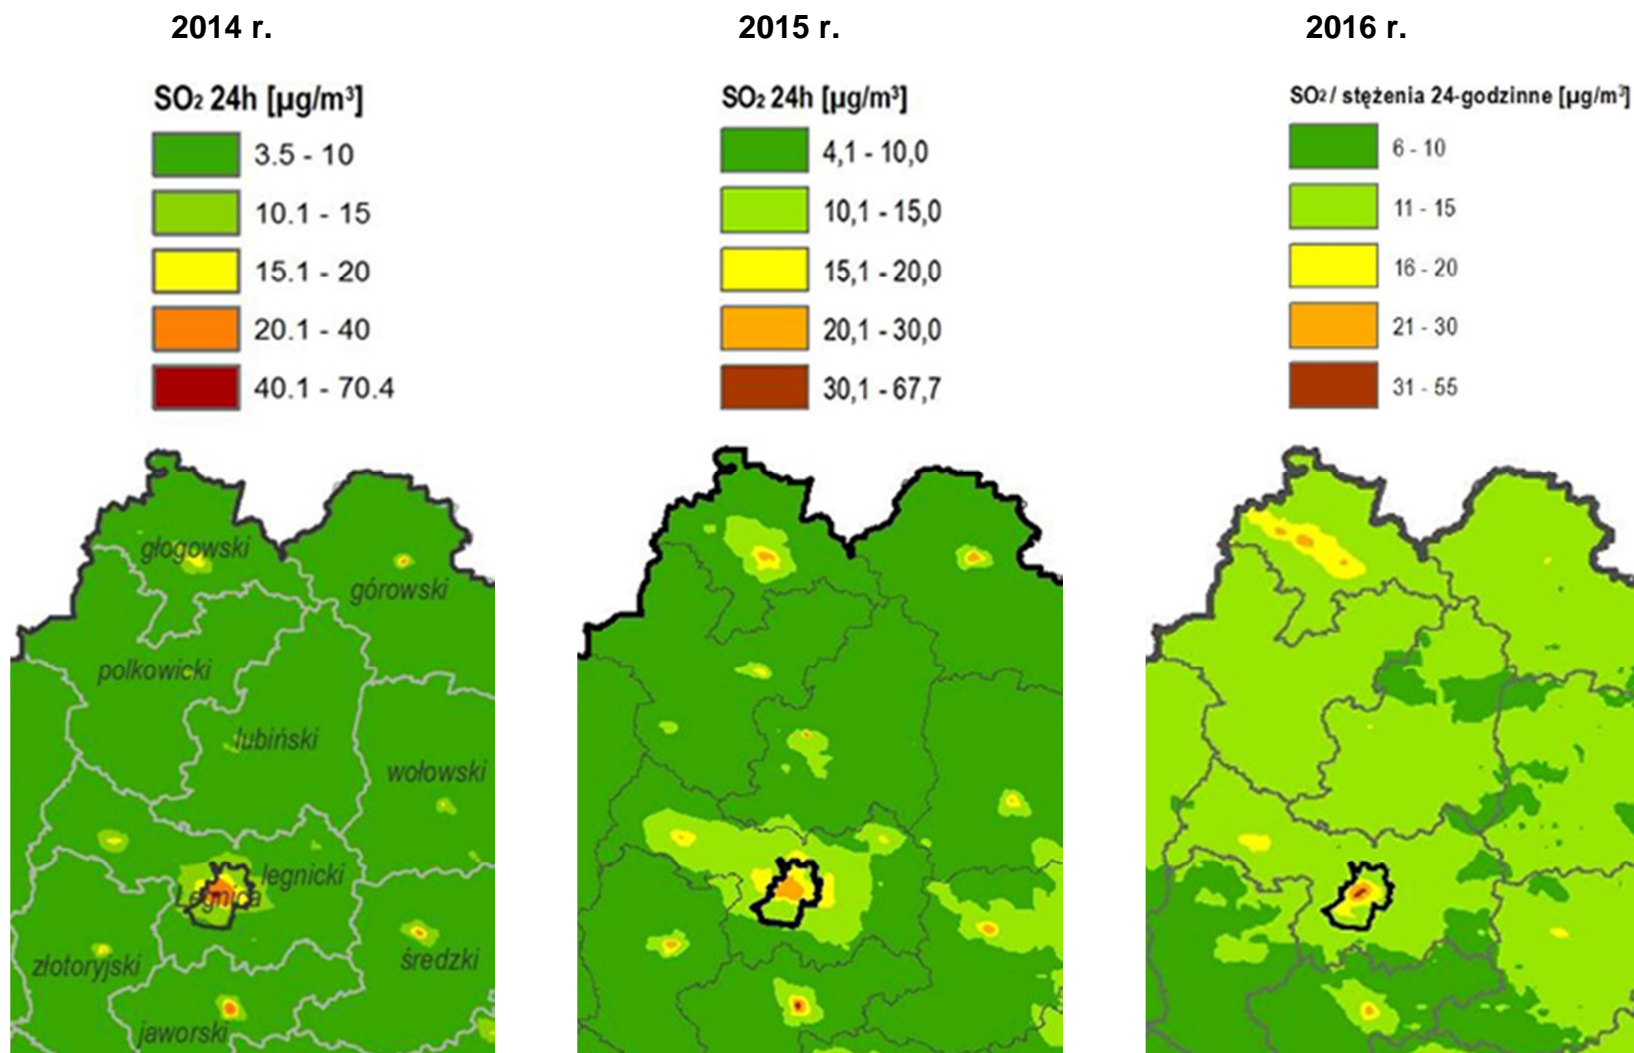 2014 r.
2015 r.
2016 r.
SO₂ 24h [µg/m³]
3.5 - 10
10.1 - 15
15.1 - 20
20.1 - 40
40.1 - 70.4
SO₂ 24h [µg/m³]
4,1 - 10,0
10,1 - 15,0
15,1 - 20,0
20,1 - 30,0
30,1 - 67,7
SO₂ / stężenia 24-godzinne [µg/m³]
6 - 10
11 - 15
16 - 20
21 - 30
31 - 55
głogowski
górowski
polkowicki
lubiński
wołowski
legnicki
Legnica
złotoryjski
średzki
jaworski